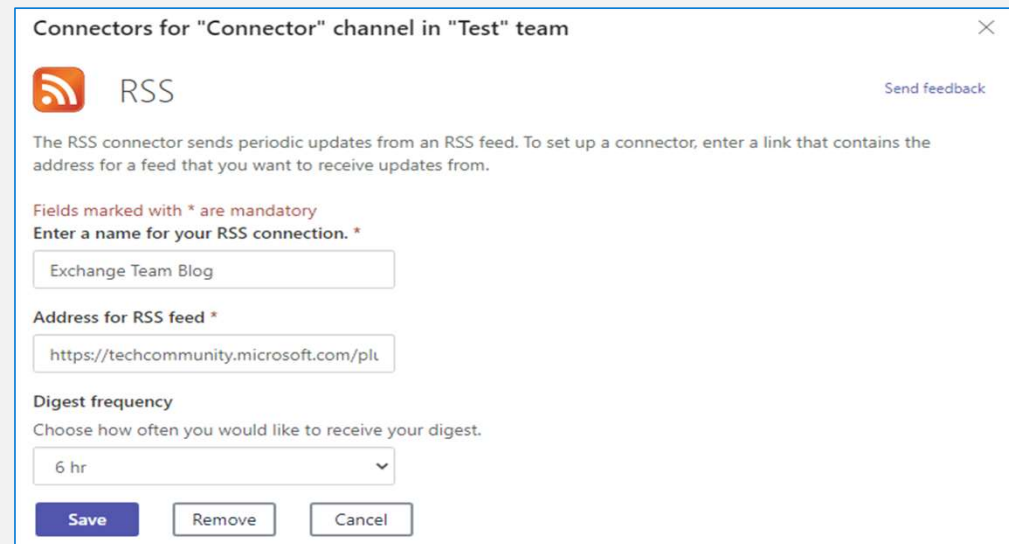 Connectors for "Connector" channel in "Test" team
RSS
Send feedback
The RSS connector sends periodic updates from an RSS feed. To set up a connector, enter a link that contains the
address for a feed that you want to receive updates from.
Fields marked with * are mandatory
Enter a name for your RSS connection. *
Exchange Team Blog
Address for RSS feed *
https://techcommunity.microsoft.com/plu
Digest frequency
Choose how often you would like to receive your digest.
6 hr
Save Remove Cancel